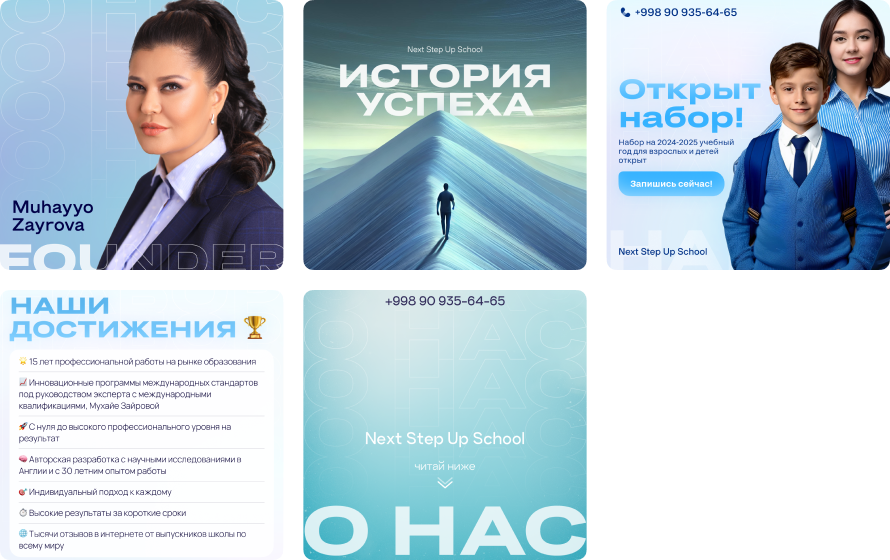 Muhayyo
Zayrova
FOUNDER
Next Step Up School
ИСТОРИЯ
УСПЕХА
+998 90 935-64-65
Открыт
набор!
Набор на 2024-2025 учебный
год для взрослых и детей
открыт
Запишись сейчас!
Next Step Up School
НАШИ
ДОСТИЖЕНИЯ
15 лет профессиональной работы на рынке образования
Инновационные программы международных стандартов
под руководством эксперта с международными
квалификациями, Мухайе Зайровой
С нуля до высокого профессионального уровня на
результат
Авторская разработка с научными исследованиями в
Англии и с 30 летним опытом работы
Индивидуальный подход к каждому
Высокие результаты за короткие сроки
Тысячи отзывов в интернете от выпускников школы по
всему миру
+998 90 935-64-65
Next Step Up School
читай ниже
О НАС